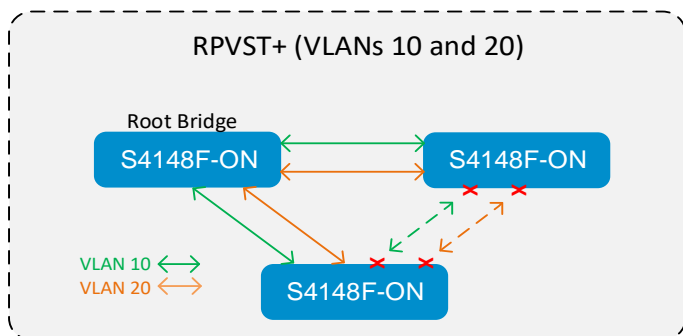 RPVST+ (VLANs 10 and 20)
Root Bridge
S4148F-ON
S4148F-ON
VLAN 10
VLAN 20
S4148F-ON